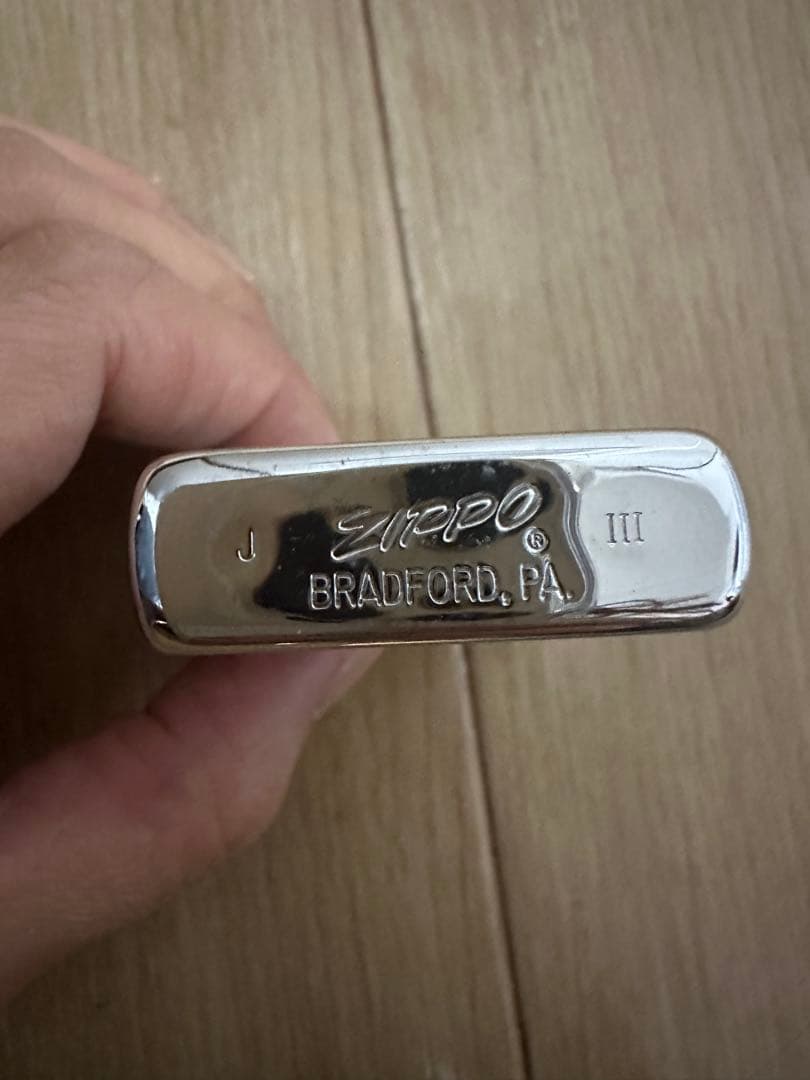 J ZIPPO ® III
BRADFORD, PA.